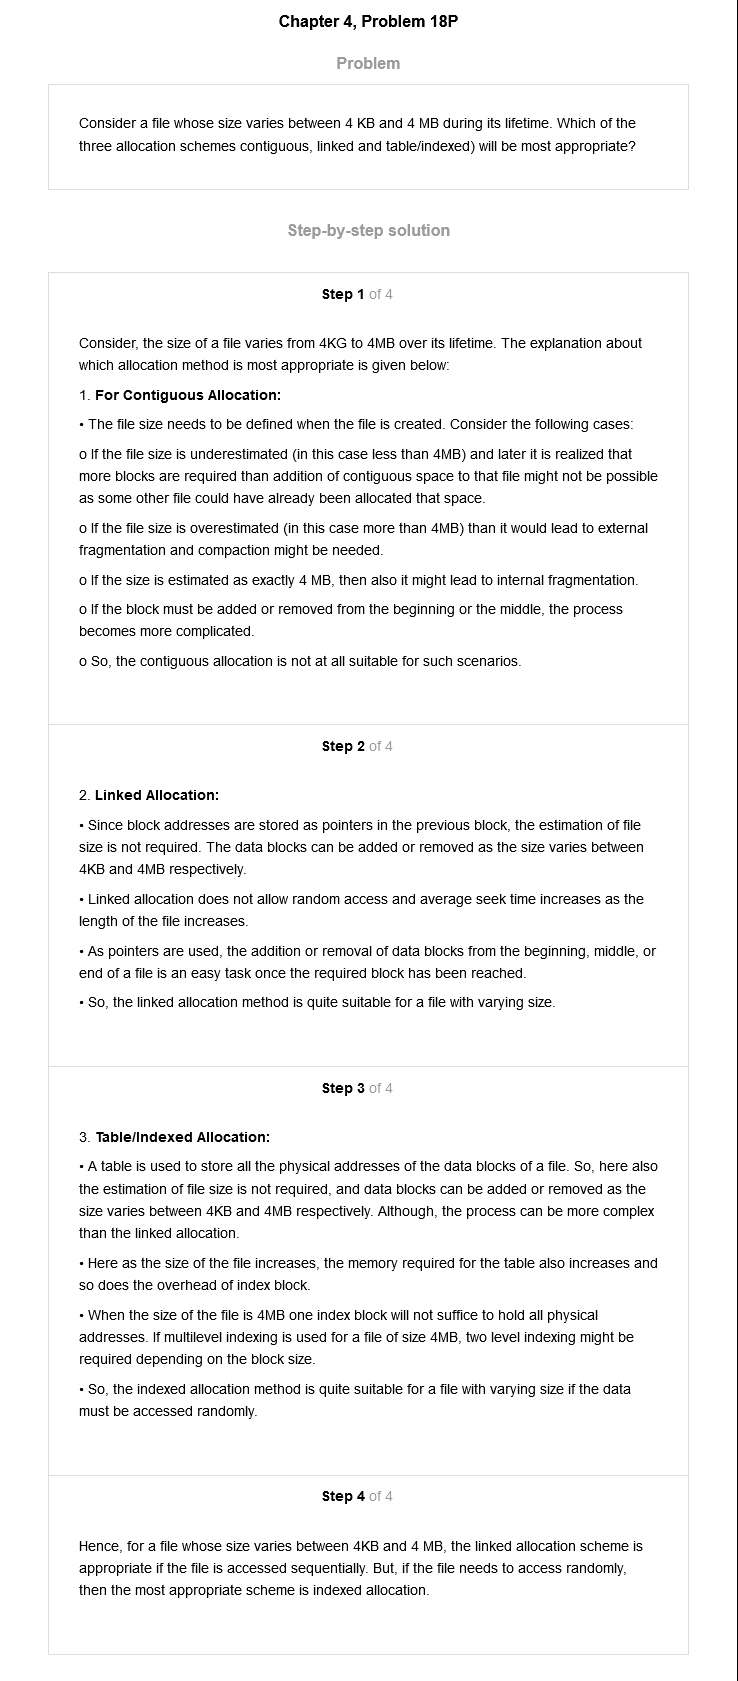 Chapter 4, Problem 18P
Problem
Consider a file whose size varies between 4 KB and 4 MB during its lifetime. Which of the
three allocation schemes contiguous, linked and table/indexed) will be most appropriate?
Step-by-step solution
Step 1 of 4
Consider, the size of a file varies from 4KG to 4MB over its lifetime. The explanation about
which allocation method is most appropriate is given below:
1. For Contiguous Allocation:
• The file size needs to be defined when the file is created. Consider the following cases:
o If the file size is underestimated (in this case less than 4MB) and later it is realized that
more blocks are required than addition of contiguous space to that file might not be possible
as some other file could have already been allocated that space.
o If the file size is overestimated (in this case more than 4MB) than it would lead to external
fragmentation and compaction might be needed.
o If the size is estimated as exactly 4 MB, then also it might lead to internal fragmentation.
o If the block must be added or removed from the beginning or the middle, the process
becomes more complicated.
o So, the contiguous allocation is not at all suitable for such scenarios.
Step 2 of 4
2. Linked Allocation:
• Since block addresses are stored as pointers in the previous block, the estimation of file
size is not required. The data blocks can be added or removed as the size varies between
4KB and 4MB respectively.
• Linked allocation does not allow random access and average seek time increases as the
length of the file increases.
• As pointers are used, the addition or removal of data blocks from the beginning, middle, or
end of a file is an easy task once the required block has been reached.
• So, the linked allocation method is quite suitable for a file with varying size.
Step 3 of 4
3. Table/Indexed Allocation:
• A table is used to store all the physical addresses of the data blocks of a file. So, here also
the estimation of file size is not required, and data blocks can be added or removed as the
size varies between 4KB and 4MB respectively. Although, the process can be more complex
than the linked allocation.
• Here as the size of the file increases, the memory required for the table also increases and
so does the overhead of index block.
• When the size of the file is 4MB one index block will not suffice to hold all physical
addresses. If multilevel indexing is used for a file of size 4MB, two level indexing might be
required depending on the block size.
• So, the indexed allocation method is quite suitable for a file with varying size if the data
must be accessed randomly.
Step 4 of 4
Hence, for a file whose size varies between 4KB and 4 MB, the linked allocation scheme is
appropriate if the file is accessed sequentially. But, if the file needs to access randomly,
then the most appropriate scheme is indexed allocation.